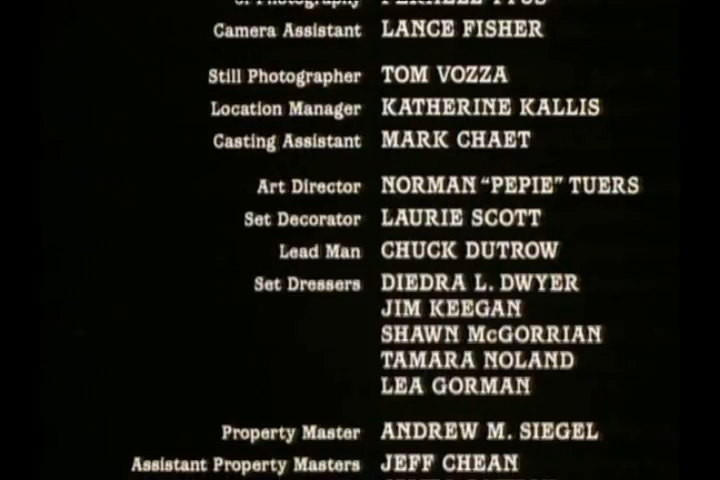 of Photography
Camera Assistant LANCE FISHER
Still Photographer TOM VOZZA
Location Manager KATHERINE KALLIS
Casting Assistant MARK CHAET
Art Director NORMAN “PEPIE” TUERS
Set Decorator LAURIE SCOTT
Lead Man CHUCK DUTROW
Set Dressers DIEDRA L. DWYER
JIM KEEGAN
SHAWN McGORRIAN
TAMARA NOLAND
LEA GORMAN
Property Master ANDREW M. SIEGEL
Assistant Property Masters JEFF CHEAN